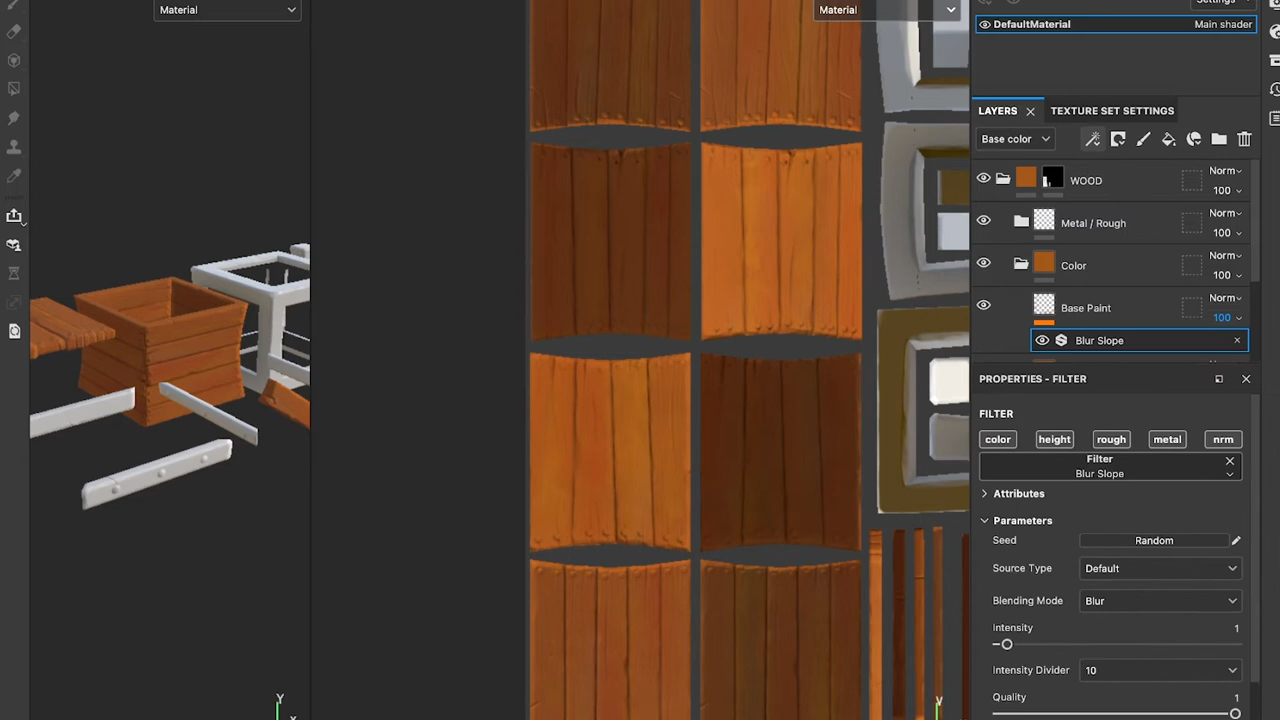 Material
Material
Settings
DefaultMaterial Main shader
LAYERS TEXTURE SET SETTINGS
Base color
WOOD Norm 100
Metal / Rough Norm 100
Color Norm 100
Base Paint Norm 100
Blur Slope
PROPERTIES - FILTER
FILTER
color height rough metal nrm
Filter
Blur Slope
Attributes
Parameters
Seed Random
Source Type Default
Blending Mode Blur
Intensity 1
Intensity Divider 10
Quality 1
Y
X
Y